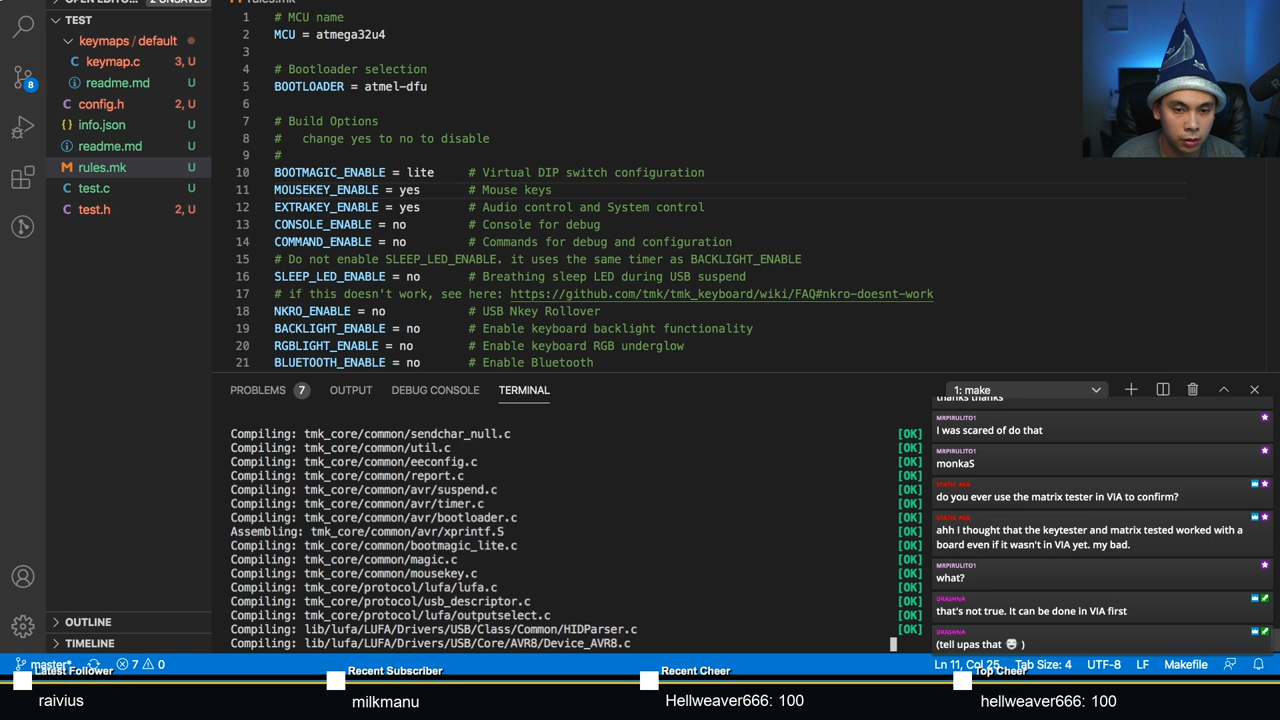 2 UNSAVED
TEST
keymaps / default
keymap.c 3, U
readme.md U
config.h 2, U
info.json U
readme.md U
rules.mk U
test.c U
test.h 2, U
OUTLINE
TIMELINE
8
1 # MCU name
2 MCU = atmega32u4
3
4 # Bootloader selection
5 BOOTLOADER = atmel-dfu
6
7 # Build Options
8 #   change yes to no to disable
9 #
10 BOOTMAGIC_ENABLE = lite # Virtual DIP switch configuration
11 MOUSEKEY_ENABLE = yes # Mouse keys
12 EXTRAKEY_ENABLE = yes # Audio control and System control
13 CONSOLE_ENABLE = no # Console for debug
14 COMMAND_ENABLE = no # Commands for debug and configuration
15 # Do not enable SLEEP_LED_ENABLE. it uses the same timer as BACKLIGHT_ENABLE
16 SLEEP_LED_ENABLE = no # Breathing sleep LED during USB suspend
17 # if this doesn't work, see here: https://github.com/tmk/tmk_keyboard/wiki/FAQ#nkro-doesnt-work
18 NKRO_ENABLE = no # USB Nkey Rollover
19 BACKLIGHT_ENABLE = no # Enable keyboard backlight functionality
20 RGBLIGHT_ENABLE = no # Enable keyboard RGB underglow
21 BLUETOOTH_ENABLE = no # Enable Bluetooth
PROBLEMS 7 OUTPUT DEBUG CONSOLE TERMINAL 1: make
Compiling: tmk_core/common/sendchar_null.c [OK]
Compiling: tmk_core/common/util.c [OK]
Compiling: tmk_core/common/eeconfig.c [OK]
Compiling: tmk_core/common/report.c [OK]
Compiling: tmk_core/common/avr/suspend.c [OK]
Compiling: tmk_core/common/avr/timer.c [OK]
Compiling: tmk_core/common/avr/bootloader.c [OK]
Assembling: tmk_core/common/avr/xprintf.S [OK]
Compiling: tmk_core/common/bootmagic_lite.c [OK]
Compiling: tmk_core/common/magic.c [OK]
Compiling: tmk_core/common/mousekey.c [OK]
Compiling: tmk_core/protocol/lufa/lufa.c [OK]
Compiling: tmk_core/protocol/usb_descriptor.c [OK]
Compiling: tmk_core/protocol/lufa/outputselect.c [OK]
Compiling: lib/lufa/LUFA/Drivers/USB/Class/Common/HIDParser.c [OK]
Compiling: lib/lufa/LUFA/Drivers/USB/Core/AVR8/Device_AVR8.c
thanks thanks
MRPIRULITO1
I was scared of do that
MRPIRULITO1
monkaS
do you ever use the matrix tester in VIA to confirm?
ahh I thought that the keytester and matrix tested worked with a
board even if it wasn't in VIA yet. my bad.
MRPIRULITO1
what?
DRASHNA
that's not true. It can be done in VIA first
DRASHNA
(tell upas that )
master* 7 0 Ln 11, Col 25 Tab Size: 4 UTF-8 LF Makefile
Latest Follower
raivius
Recent Subscriber
milkmanu
Recent Cheer
Hellweaver666: 100
Top Cheer
hellweaver666: 100